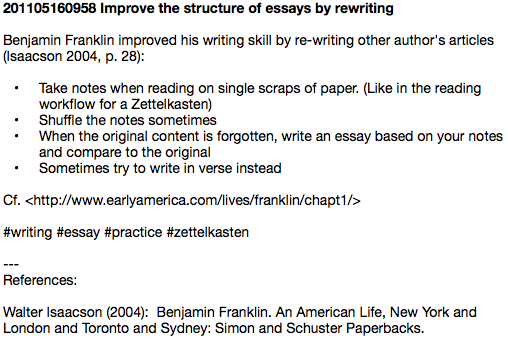 201105160958 Improve the structure of essays by rewriting
Benjamin Franklin improved his writing skill by re-writing other author's articles
(Isaacson 2004, p. 28):
• Take notes when reading on single scraps of paper. (Like in the reading
workflow for a Zettelkasten)
• Shuffle the notes sometimes
• When the original content is forgotten, write an essay based on your notes
and compare to the original
• Sometimes try to write in verse instead
Cf. <http://www.earlyamerica.com/lives/franklin/chapt1/>
#writing #essay #practice #zettelkasten
---
References:
Walter Isaacson (2004):  Benjamin Franklin. An American Life, New York and
London and Toronto and Sydney: Simon and Schuster Paperbacks.